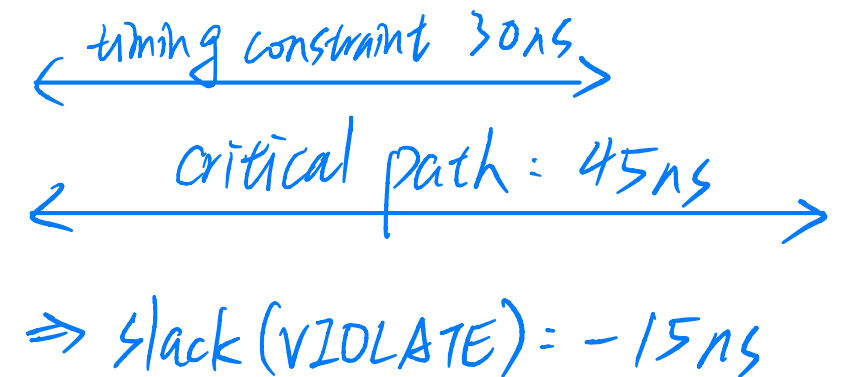 timing constraint 30ns
critical path : 45ns
⇒ slack (VIOLATE) : -15ns